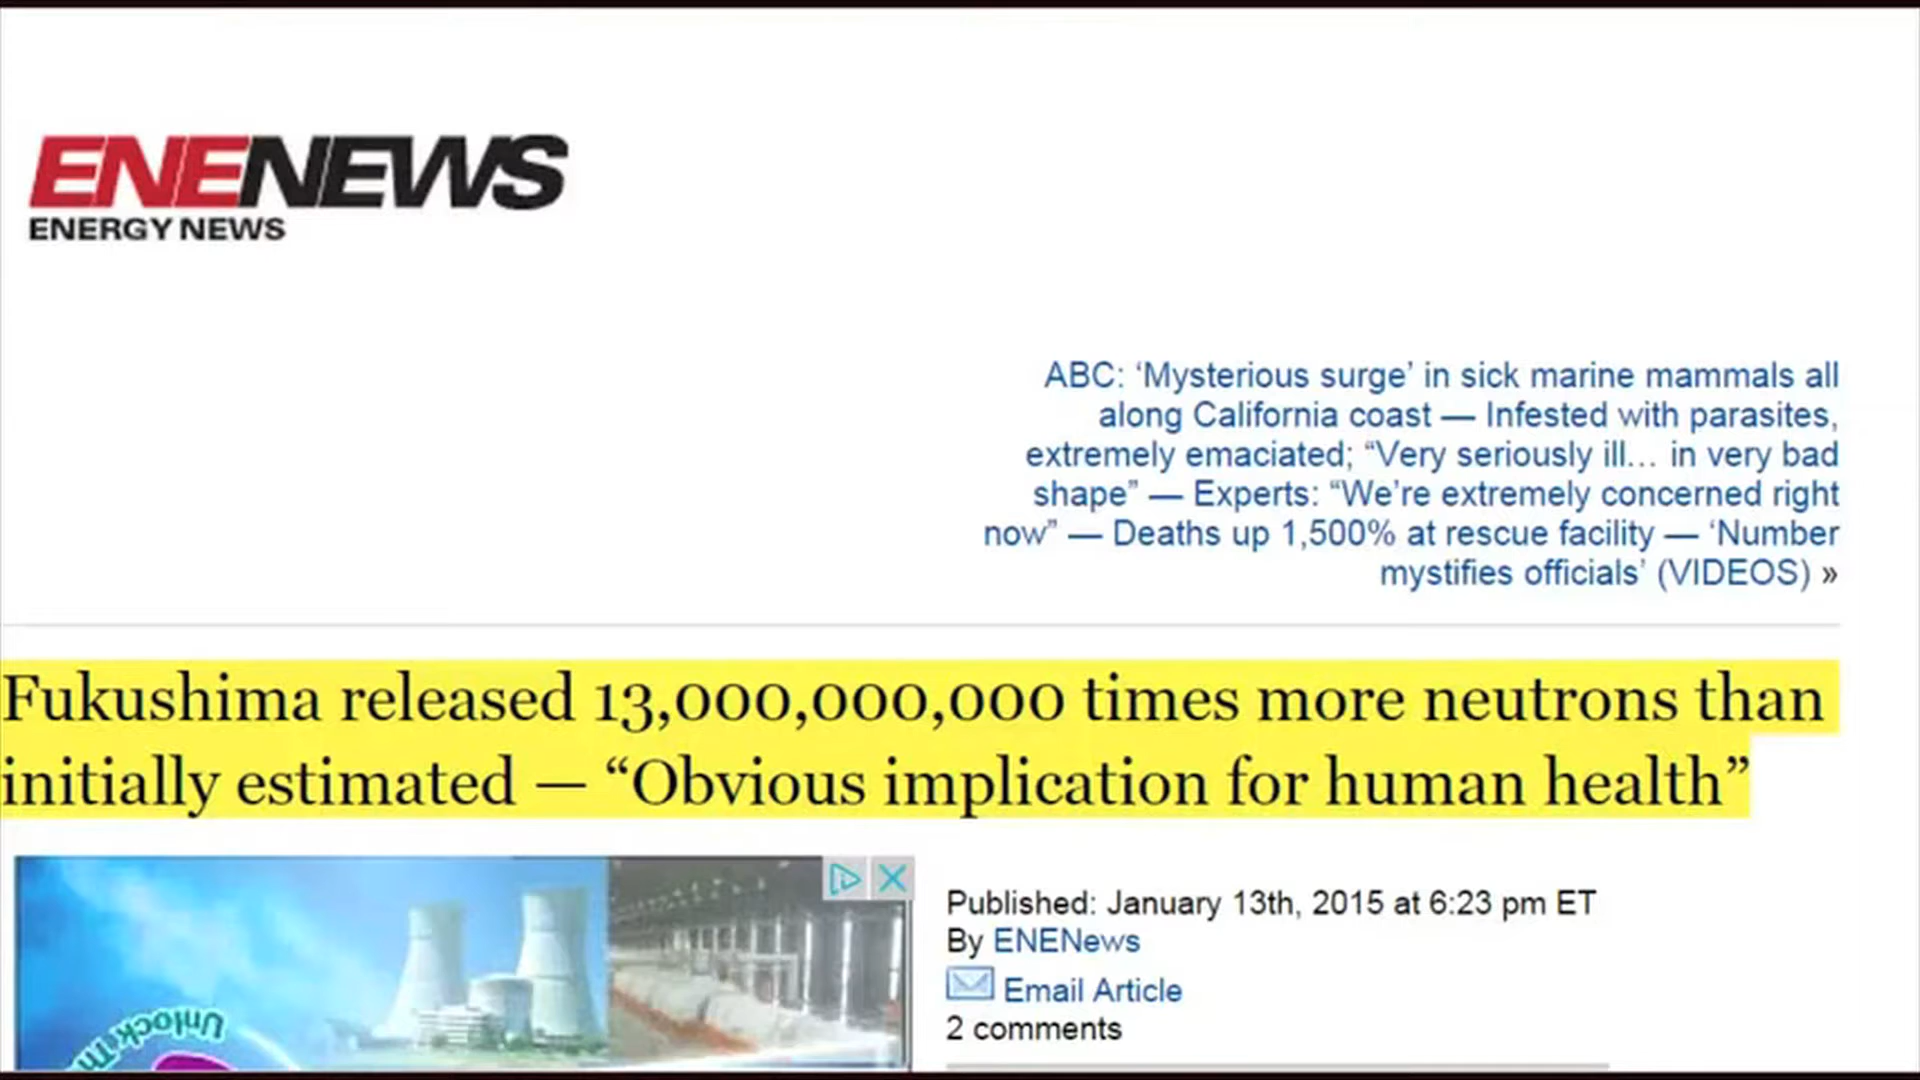 ENENEWS
ENERGY NEWS
ABC: ‘Mysterious surge’ in sick marine mammals all
along California coast — Infested with parasites,
extremely emaciated; “Very seriously ill... in very bad
shape” — Experts: “We’re extremely concerned right
now” — Deaths up 1,500% at rescue facility — ‘Number
mystifies officials’ (VIDEOS) »
Fukushima released 13,000,000,000 times more neutrons than
initially estimated — “Obvious implication for human health”
Published: January 13th, 2015 at 6:23 pm ET
By ENENews
Email Article
2 comments
Unlock Th